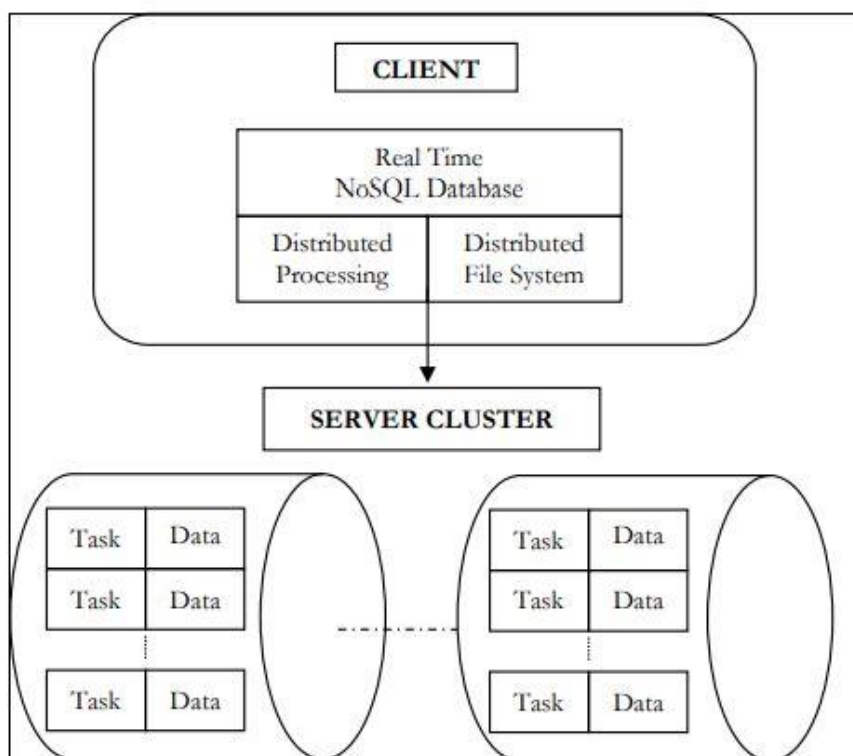 CLIENT
Real Time
NoSQL Database
Distributed
Processing
Distributed
File System
SERVER CLUSTER
Task Data
Task Data
Task Data
Task Data
Task Data
Task Data